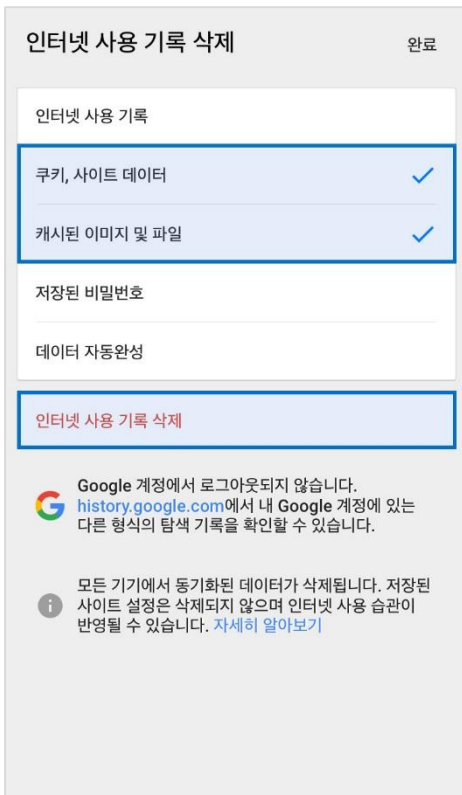 인터넷 사용 기록 삭제
완료
인터넷 사용 기록
쿠키, 사이트 데이터
캐시된 이미지 및 파일
저장된 비밀번호
데이터 자동완성
인터넷 사용 기록 삭제
Google 계정에서 로그아웃되지 않습니다.
history.google.com에서 내 Google 계정에 있는
다른 형식의 탐색 기록을 확인할 수 있습니다.
모든 기기에서 동기화된 데이터가 삭제됩니다. 저장된
사이트 설정은 삭제되지 않으며 인터넷 사용 습관이
반영될 수 있습니다. 자세히 알아보기